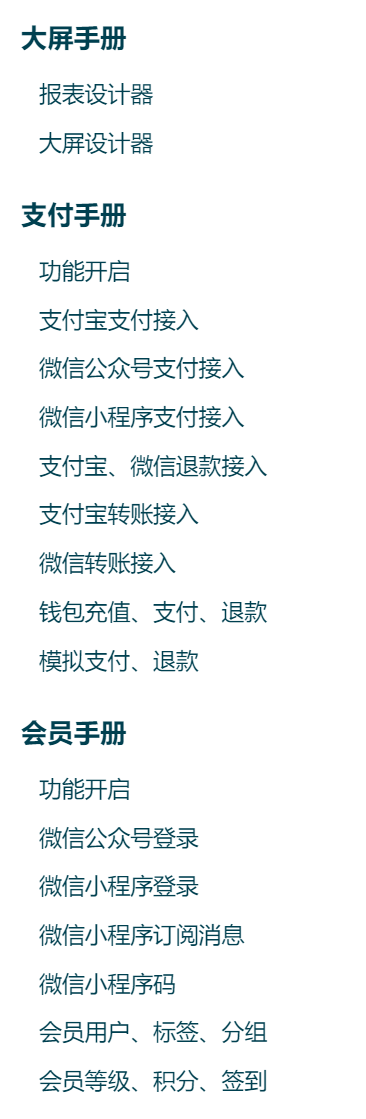 大屏手册
报表设计器
大屏设计器
支付手册
功能开启
支付宝支付接入
微信公众号支付接入
微信小程序支付接入
支付宝、微信退款接入
支付宝转账接入
微信转账接入
钱包充值、支付、退款
模拟支付、退款
会员手册
功能开启
微信公众号登录
微信小程序登录
微信小程序订阅消息
微信小程序码
会员用户、标签、分组
会员等级、积分、签到